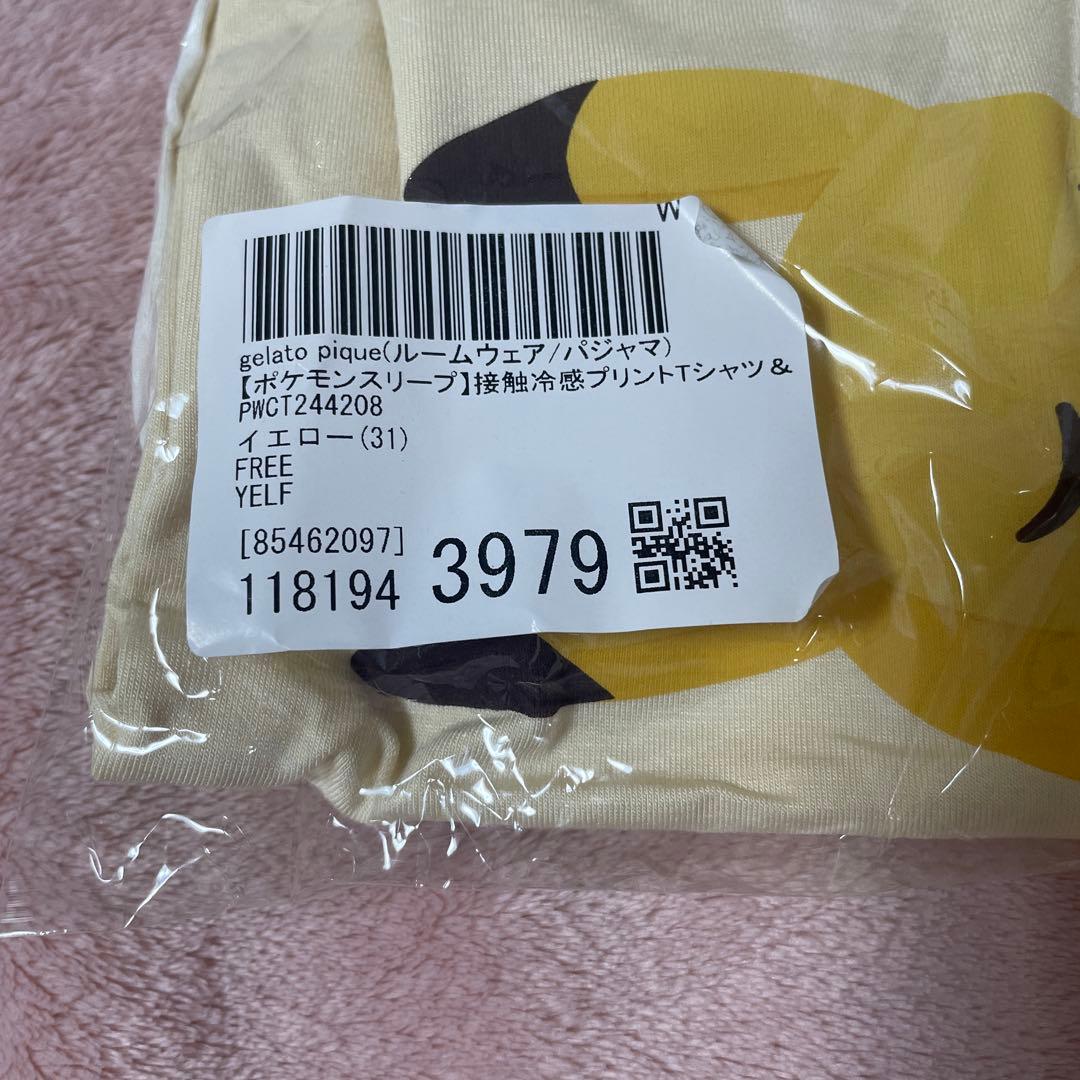 W
gelato pique(ルームウェア/パジャマ)
【ポケモンスリープ】接触冷感プリントTシャツ&
PWCT244208
イエロー(31)
FREE
YELF
[85462097]
118194 3979